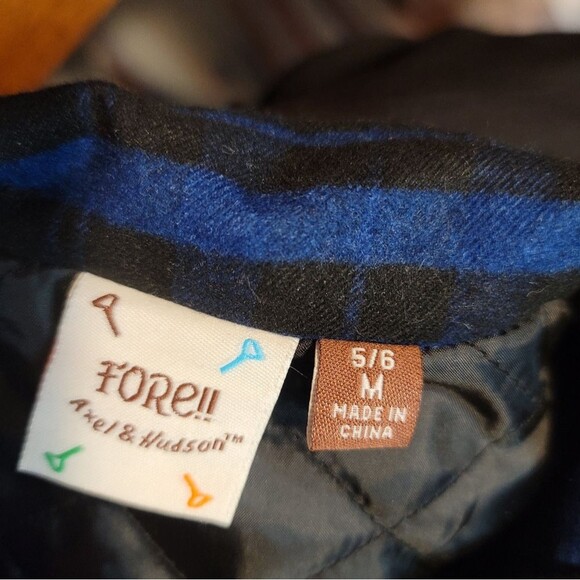 FORE!!
Axel & Hudson™
5/6
M
MADE IN
CHINA